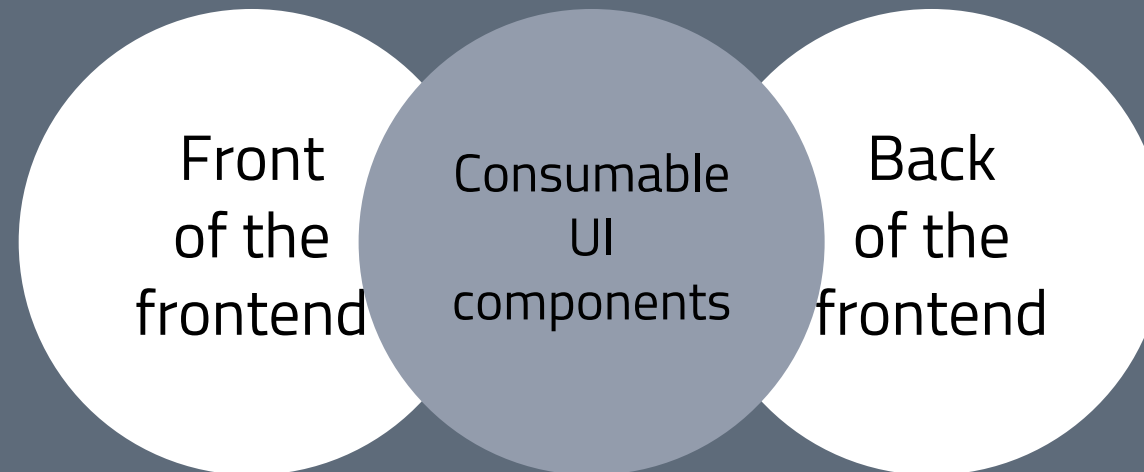 Front
of the
frontend
Consumable
UI
components
Back
of the
frontend